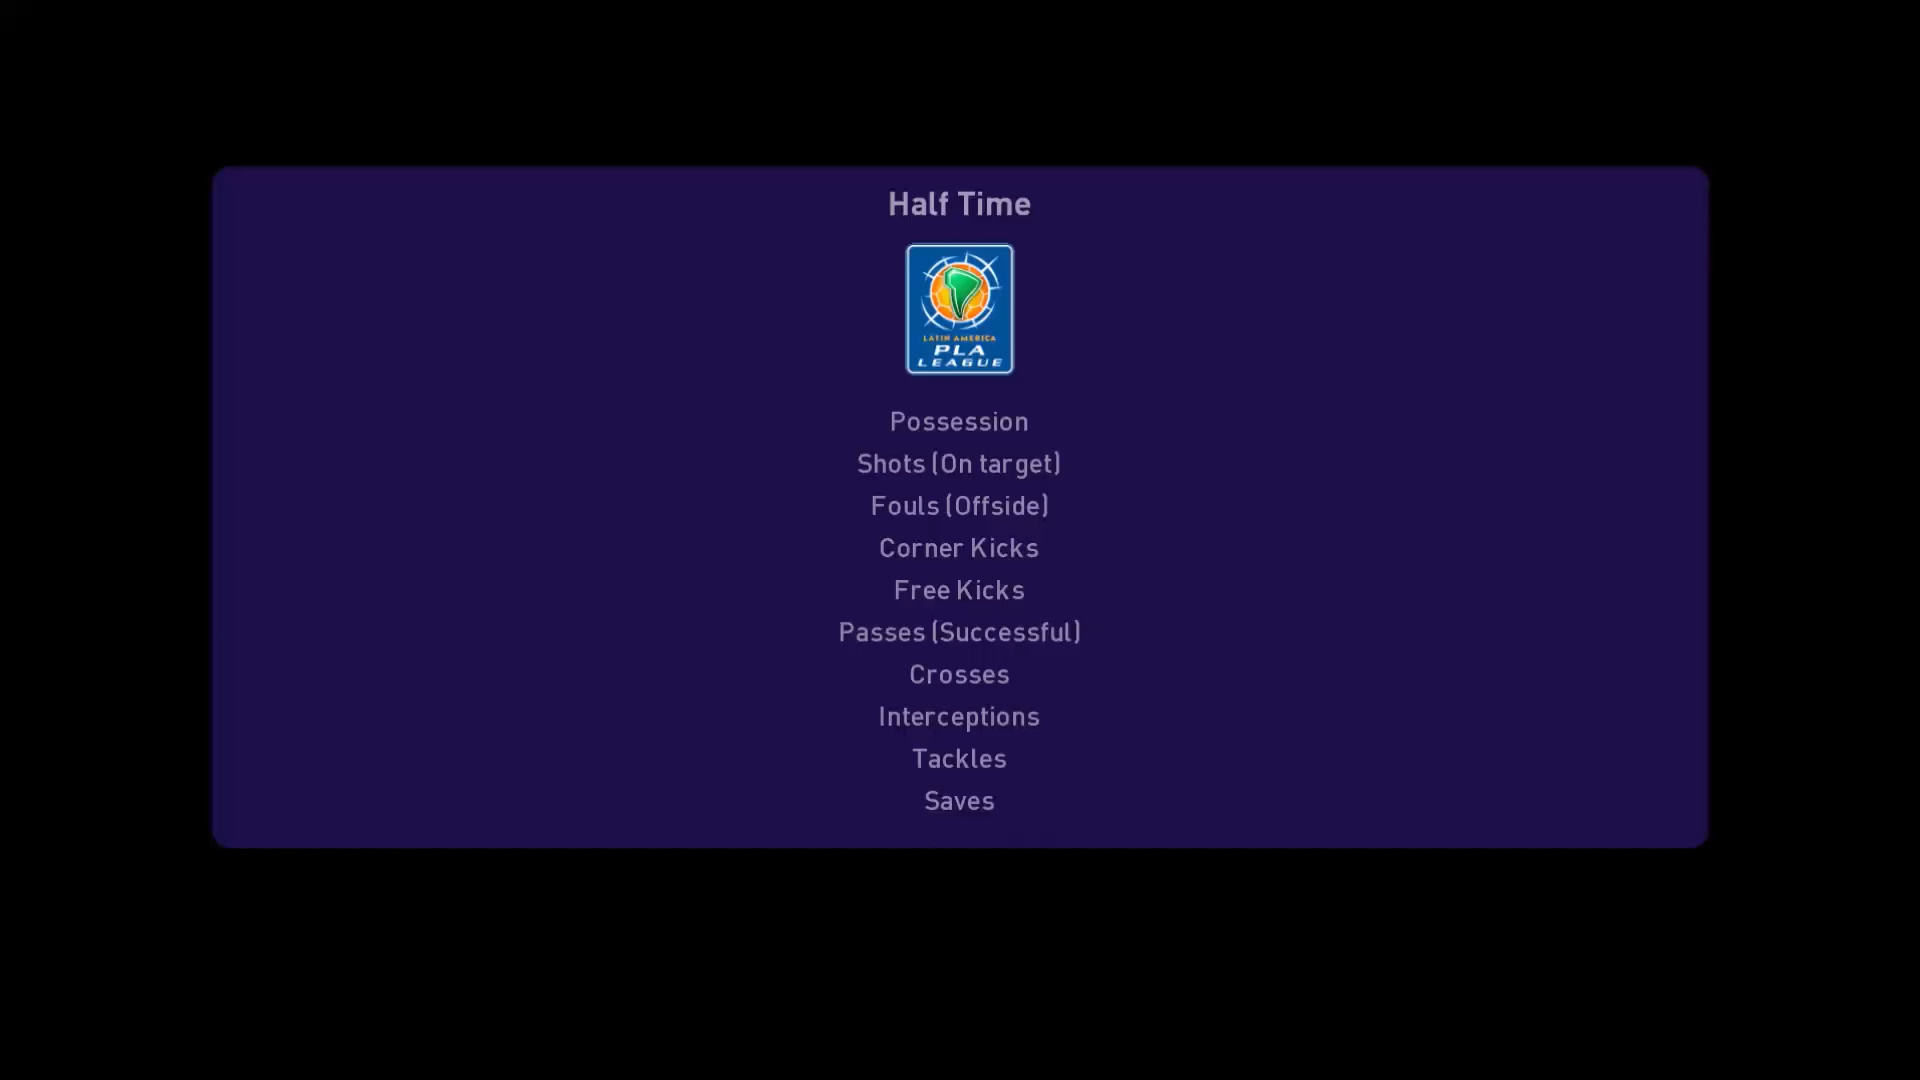 Half Time
LATIN AMERICA
PLA
LEAGUE
Possession
Shots (On target)
Fouls (Offside)
Corner Kicks
Free Kicks
Passes (Successful)
Crosses
Interceptions
Tackles
Saves